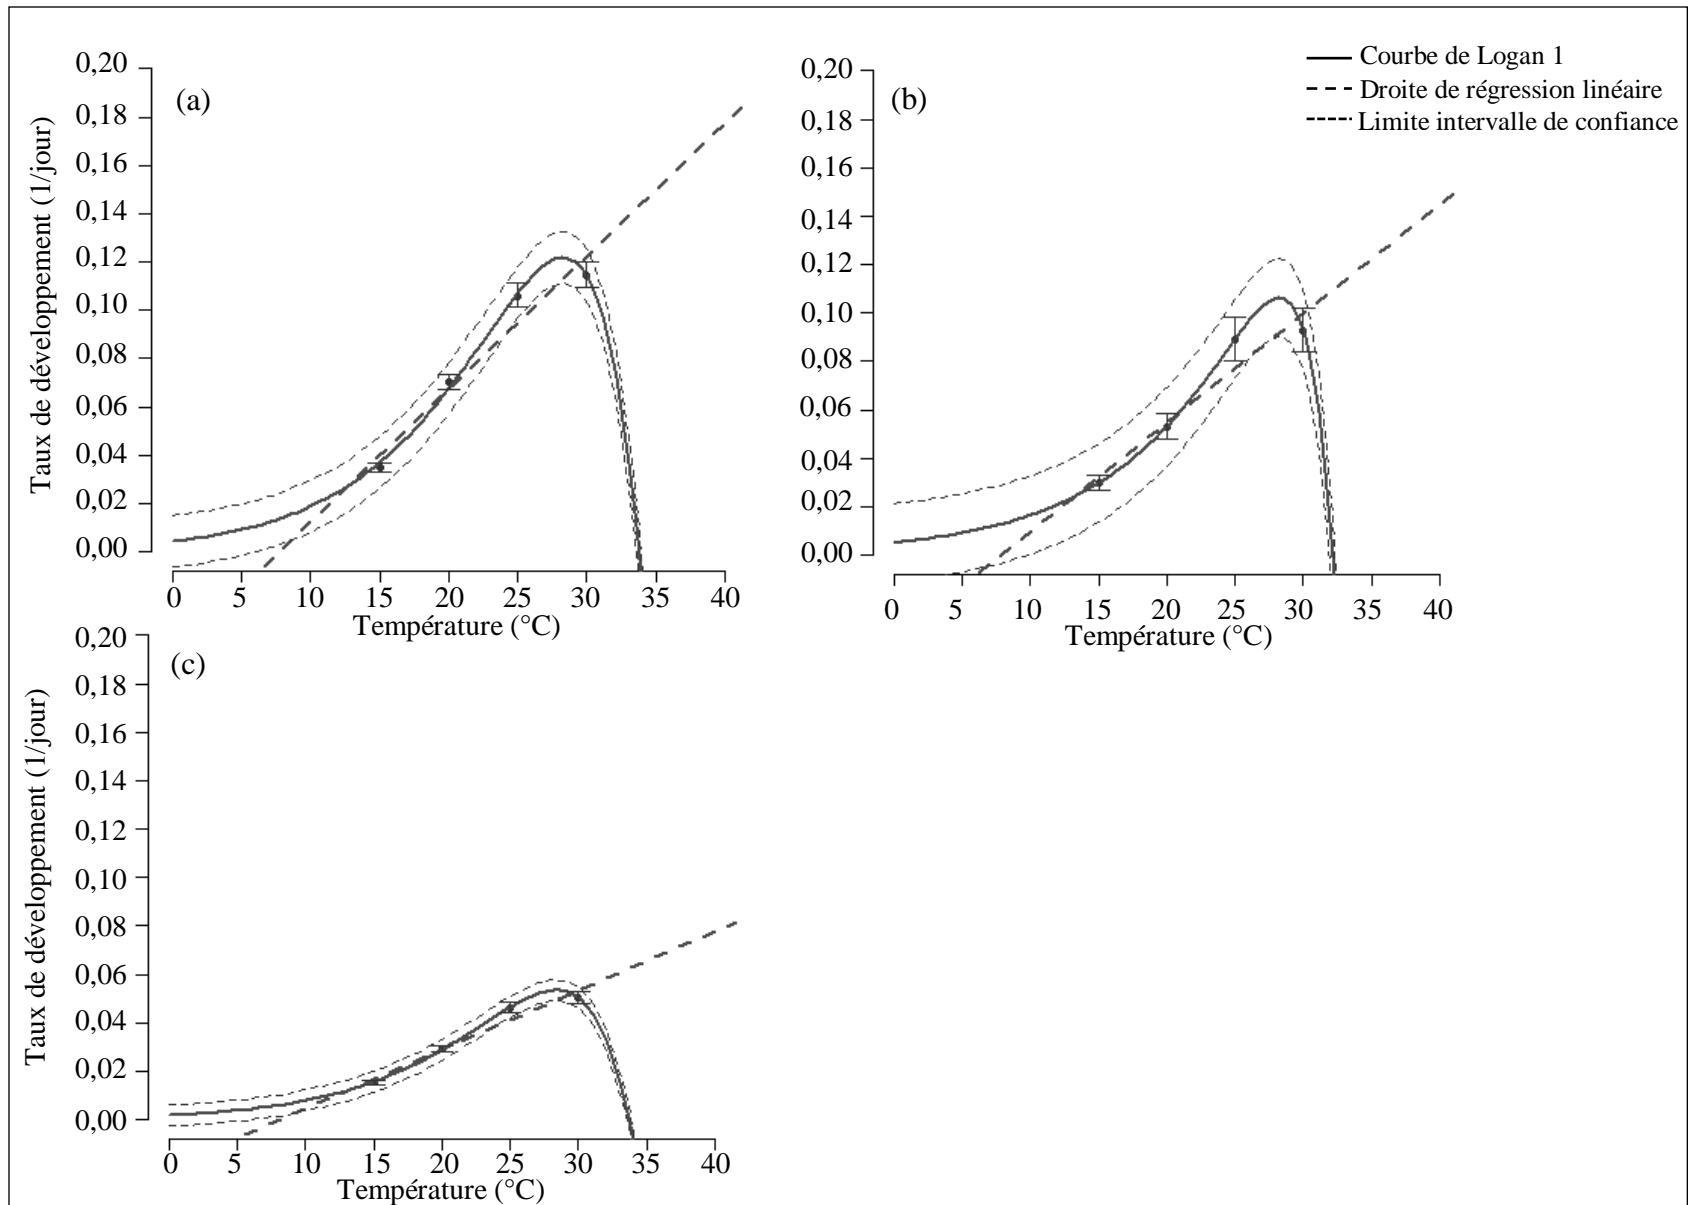 Courbe de Logan 1
Droite de régression linéaire
Limite intervalle de confiance
(a)
Taux de développement (1/jour)
0,20
0,18
0,16
0,14
0,12
0,10
0,08
0,06
0,04
0,02
0,00
0 5 10 15 20 25 30 35 40
Température (°C)
(b)
0,20
0,18
0,16
0,14
0,12
0,10
0,08
0,06
0,04
0,02
0,00
0 5 10 15 20 25 30 35 40
Température (°C)
(c)
Taux de développement (1/jour)
0,20
0,18
0,16
0,14
0,12
0,10
0,08
0,06
0,04
0,02
0,00
0 5 10 15 20 25 30 35 40
Température (°C)